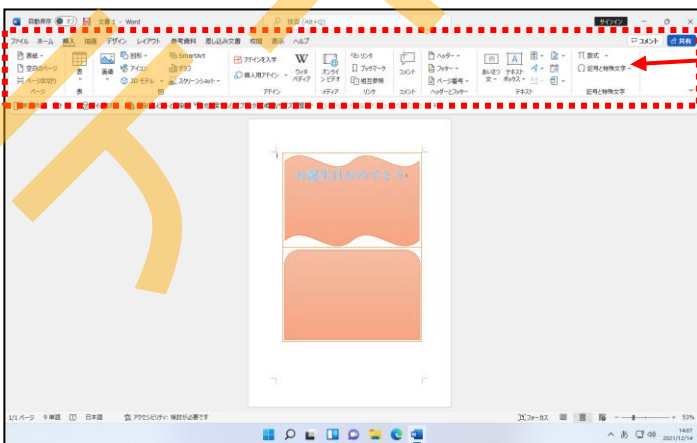 自動保存 オフ 文書 1 - Word 検索 (Alt+Q) サインイン
ファイル ホーム 挿入 描画 デザイン レイアウト 参考資料 差し込み文書 校閲 表示 ヘルプ コメント 共有
表紙 図形 SmartArt アドインを入手 リンク ヘッダー 数式
空白のページ 表 画像 アイコン グラフ W ウィキペディア オンラインビデオ ブックマーク コメント フッター あいさつ文 テキストボックス 記号と特殊文字
ページ区切り 3D モデル スクリーンショット 個人用アドイン 相互参照 ページ番号
ページ 表 図 アドイン メディア リンク コメント ヘッダーとフッター テキスト 記号と特殊文字
お誕生日おめでとう
1/1 ページ 9 単語 日本語 アクセシビリティ: 検討が必要です フォーカス 53%
あ 14:07
2021/12/14